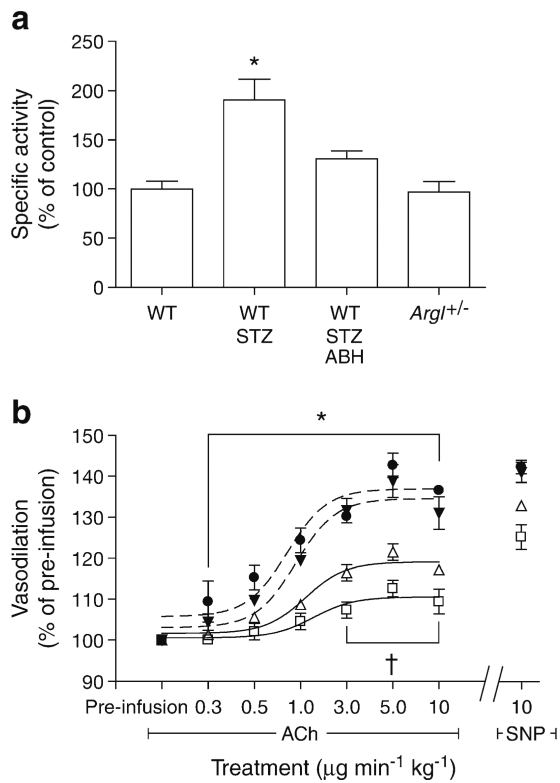 a
Specific activity
(% of control)
250
200
150
100
50
0
*
WT
WT
STZ
WT
STZ
ABH
ArgI+/-
b
Vasodilation
(% of pre-infusion)
150
140
130
120
110
100
90
*
†
Pre-infusion 0.3 0.5 1.0 3.0 5.0 10 10
ACh SNP
Treatment (µg min-1 kg-1)